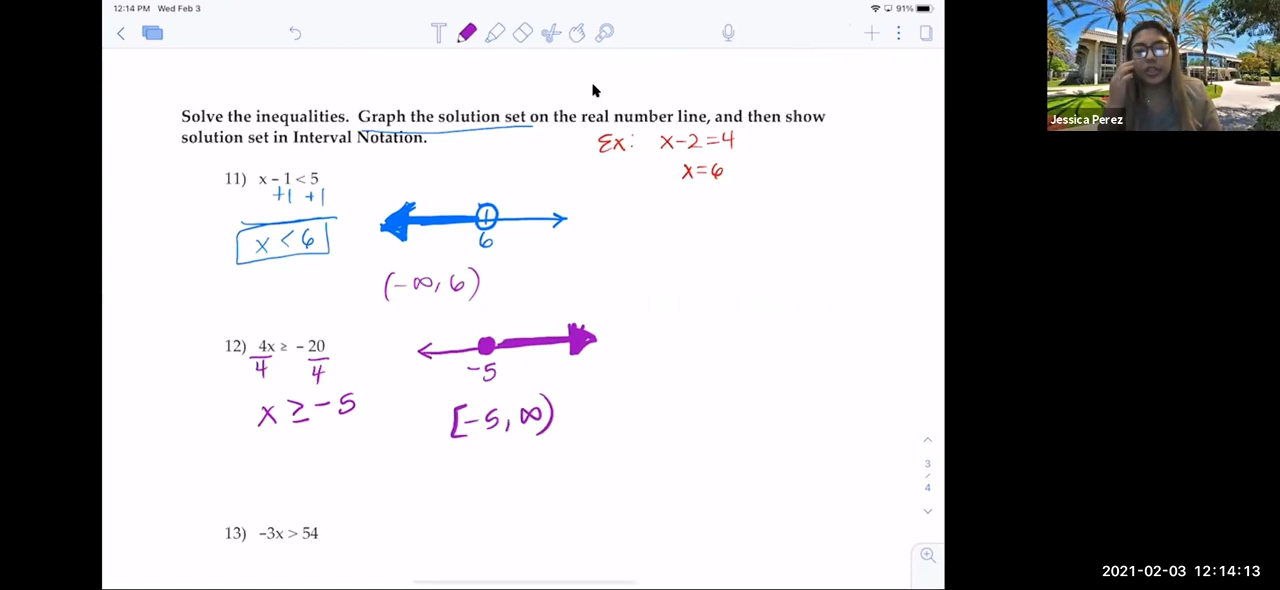 12:14 PM Wed Feb 3
91%
Jessica Perez
Solve the inequalities. Graph the solution set on the real number line, and then show
solution set in Interval Notation.
Ex: x-2=4
x=6
11) x - 1 < 5
+1 +1
x < 6
6
(-∞, 6)
12) 4x ≥ -20
4 4
-5
x ≥ -5
[-5, ∞)
3
/
4
13) -3x > 54
2021-02-03 12:14:13